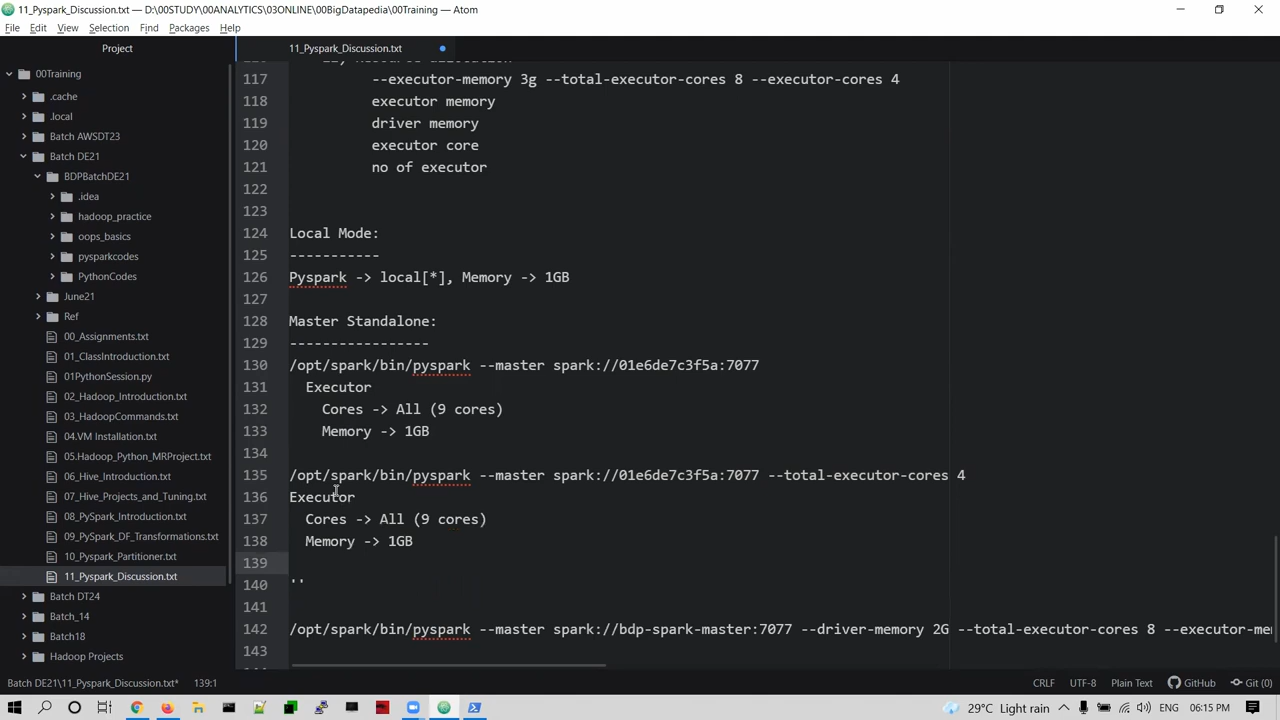 11_Pyspark_Discussion.txt — D:\00STUDY\00ANALYTICS\03ONLINE\00BigDatapedia\00Training — Atom
File Edit View Selection Find Packages Help
Project
11_Pyspark_Discussion.txt
00Training
.cache
.local
Batch AWSDT23
Batch DE21
BDPBatchDE21
.idea
hadoop_practice
oops_basics
pysparkcodes
PythonCodes
June21
Ref
00_Assignments.txt
01_ClassIntroduction.txt
01PythonSession.py
02_Hadoop_Introduction.txt
03_HadoopCommands.txt
04.VM Installation.txt
05.Hadoop_Python_MRProject.txt
06_Hive_Introduction.txt
07_Hive_Projects_and_Tuning.txt
08_PySpark_Introduction.txt
09_PySpark_DF_Transformations.txt
10_Pyspark_Partitioner.txt
11_Pyspark_Discussion.txt
Batch DT24
Batch_14
Batch18
Hadoop Projects
117 --executor-memory 3g --total-executor-cores 8 --executor-cores 4
118 executor memory
119 driver memory
120 executor core
121 no of executor
122
123
124 Local Mode:
125 -----------
126 Pyspark -> local[*], Memory -> 1GB
127
128 Master Standalone:
129 -----------------
130 /opt/spark/bin/pyspark --master spark://01e6de7c3f5a:7077
131 Executor
132 Cores -> All (9 cores)
133 Memory -> 1GB
134
135 /opt/spark/bin/pyspark --master spark://01e6de7c3f5a:7077 --total-executor-cores 4
136 Executor
137 Cores -> All (9 cores)
138 Memory -> 1GB
139
140 ''
141
142 /opt/spark/bin/pyspark --master spark://bdp-spark-master:7077 --driver-memory 2G --total-executor-cores 8 --executor-me
143
Batch DE21\11_Pyspark_Discussion.txt* 139:1
CRLF UTF-8 Plain Text GitHub Git (0)
29°C Light rain ENG 06:15 PM